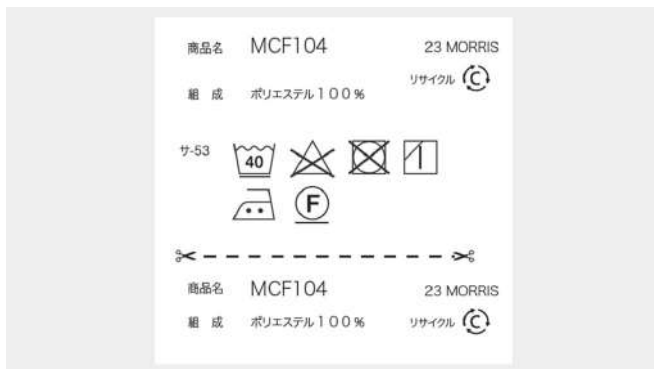 商品名 MCF104 23 MORRIS
リサイクル C
組成 ポリエステル100%
サ-53 40
F
商品名 MCF104 23 MORRIS
組成 ポリエステル100% リサイクル C